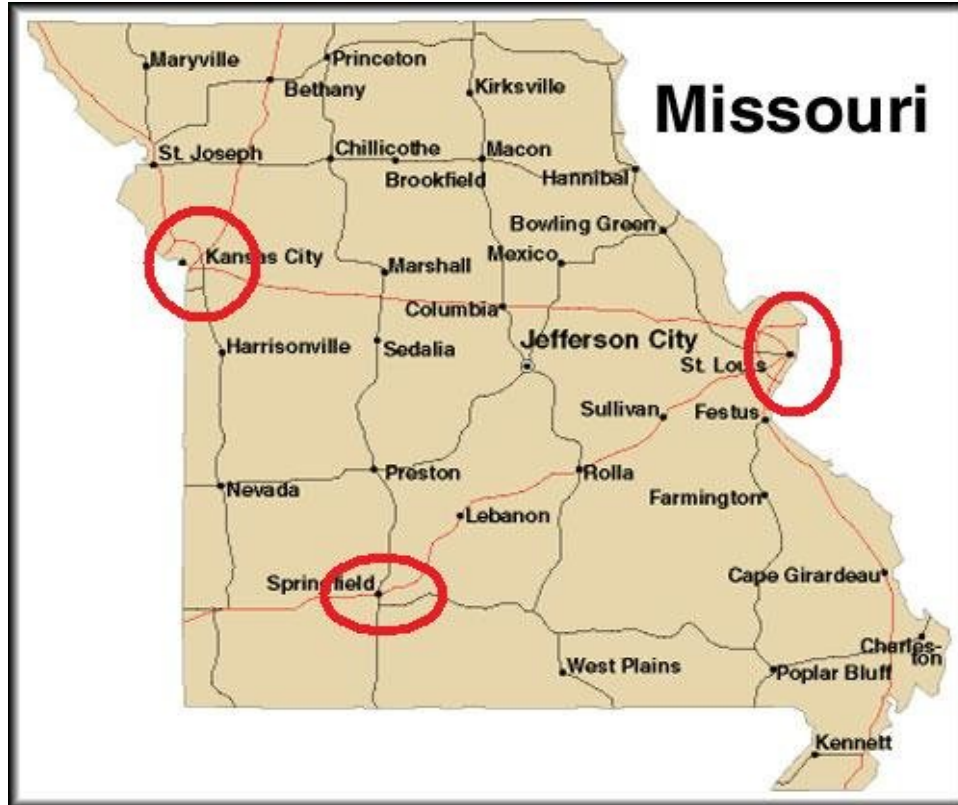 Missouri
Maryville
Princeton
Bethany
Kirksville
St. Joseph
Chillicothe
Macon
Brookfield
Hannibal
Bowling Green
Kansas City
Marshall
Mexico
Columbia
Harrisonville
Sedalia
Jefferson City
St. Louis
Sullivan
Festus
Nevada
Preston
Rolla
Farmington
Lebanon
Springfield
Cape Girardeau
West Plains
Poplar Bluff
Charles-
ton
Kennett